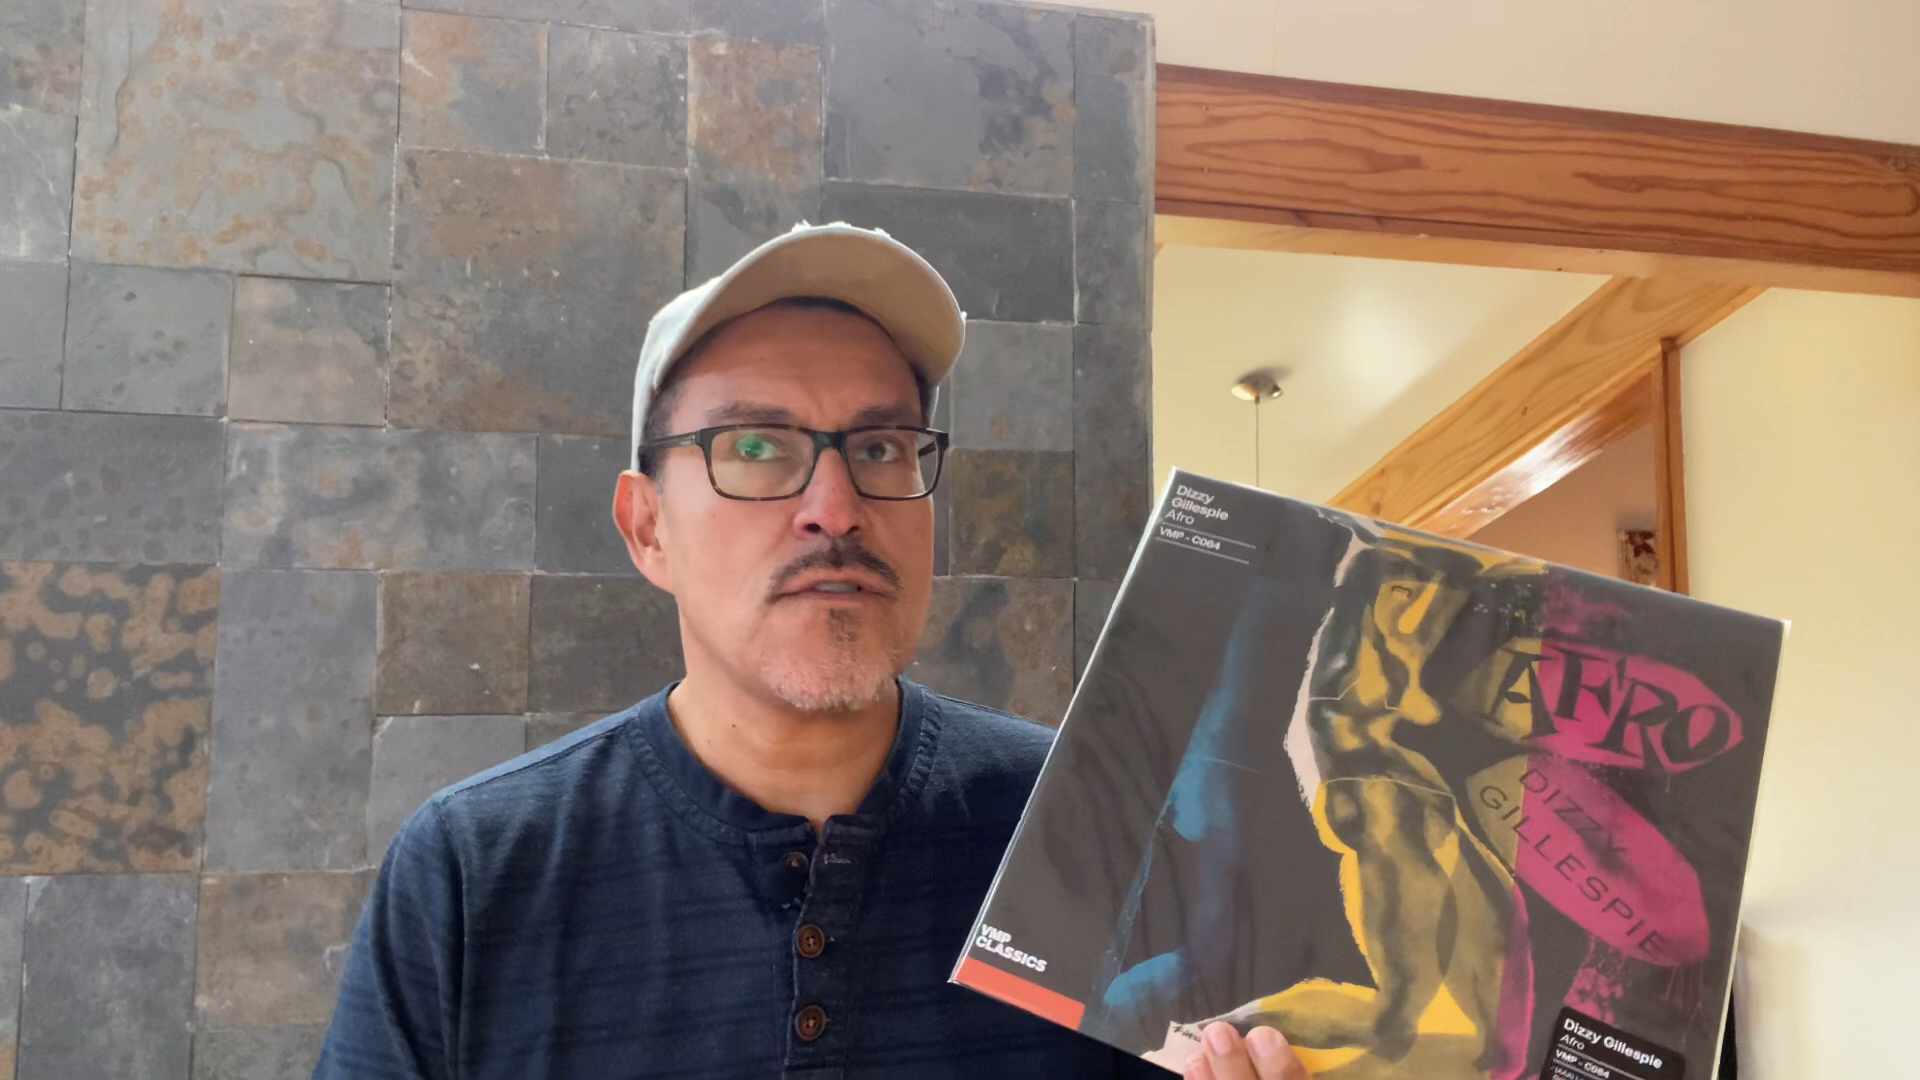 Dizzy
Gillespie
Afro
VMP - C064
AFRO
DIZZY
GILLESPIE
VMP
CLASSICS
Dizzy Gillespie
Afro
VMP - C064